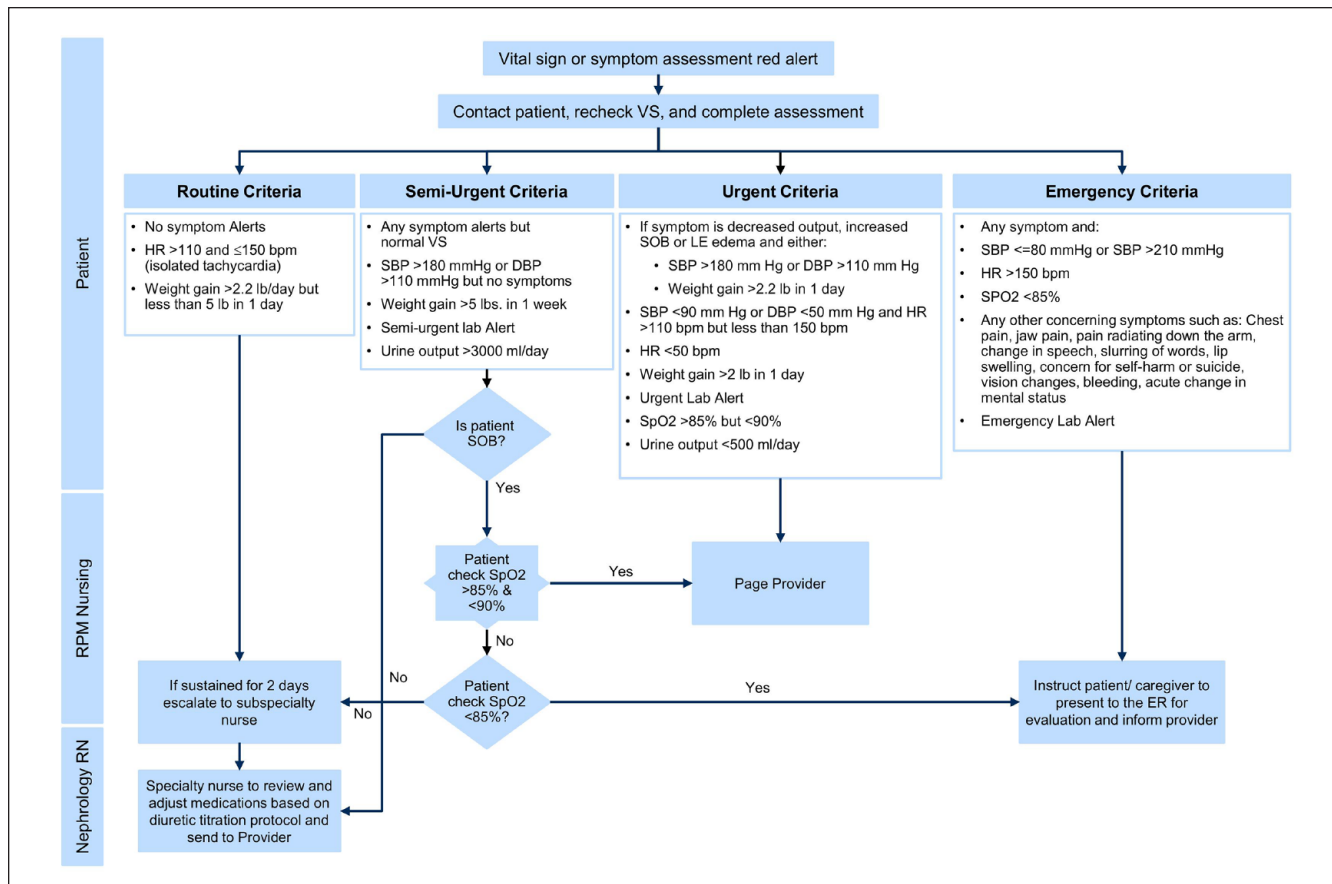 Vital sign or symptom assessment red alert
Contact patient, recheck VS, and complete assessment
Patient
Routine Criteria
• No symptom Alerts
• HR >110 and ≤150 bpm
(isolated tachycardia)
• Weight gain >2.2 lb/day but
less than 5 lb in 1 day
Semi-Urgent Criteria
• Any symptom alerts but
normal VS
• SBP >180 mmHg or DBP
>110 mmHg but no symptoms
• Weight gain >5 lbs. in 1 week
• Semi-urgent lab Alert
• Urine output >3000 ml/day
Urgent Criteria
• If symptom is decreased output, increased
SOB or LE edema and either:
• SBP >180 mm Hg or DBP >110 mm Hg
• Weight gain >2.2 lb in 1 day
• SBP <90 mm Hg or DBP <50 mm Hg and HR
>110 bpm but less than 150 bpm
• HR <50 bpm
• Weight gain >2 lb in 1 day
• Urgent Lab Alert
• SpO2 >85% but <90%
• Urine output <500 ml/day
Emergency Criteria
• Any symptom and:
• SBP <=80 mmHg or SBP >210 mmHg
• HR >150 bpm
• SPO2 <85%
• Any other concerning symptoms such as: Chest
pain, jaw pain, pain radiating down the arm,
change in speech, slurring of words, lip
swelling, concern for self-harm or suicide,
vision changes, bleeding, acute change in
mental status
• Emergency Lab Alert
Is patient
SOB?
Yes
RPM Nursing
Patient
check SpO2
>85% &
<90%
Yes
Page Provider
No
If sustained for 2 days
escalate to subspecialty
nurse
No
No
Patient
check SpO2
<85%?
Yes
Instruct patient/ caregiver to
present to the ER for
evaluation and inform provider
Nephrology RN
Specialty nurse to review and
adjust medications based on
diuretic titration protocol and
send to Provider